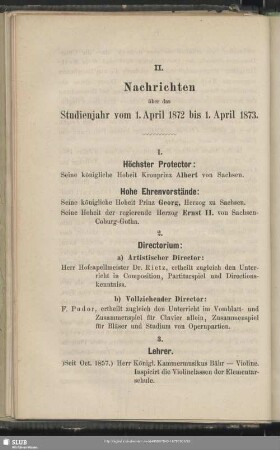 II.
Nachrichten
über das
Studienjahr vom 1. April 1872 bis 1. April 1873.
1.
Höchster Protector:
Seine königliche Hoheit Kronprinz Albert von Sachsen.
Hohe Ehrenvorstände:
Seine königliche Hoheit Prinz Georg, Herzog zu Sachsen.
Seine Hoheit der regierende Herzog Ernst II. von Sachsen-
Coburg-Gotha.
2.
Directorium:
a) Artistischer Director:
Herr Hofcapellmeister Dr. Rietz, ertheilt zugleich den Unter-
richt in Composition, Partiturspiel und Directions-
kenntniss.
b) Vollziehender Director:
F. Pudor, ertheilt zugleich den Unterricht im Vomblatt- und
Zusammenspiel für Clavier allein, Zusammenspiel
für Bläser und Studium von Opernpartien.
3.
Lehrer.
(Seit Oct. 1857.) Herr Königl. Kammermusikus Bähr — Violine.
Inspicirt die Violinclassen der Elementar-
schule.
SLUB